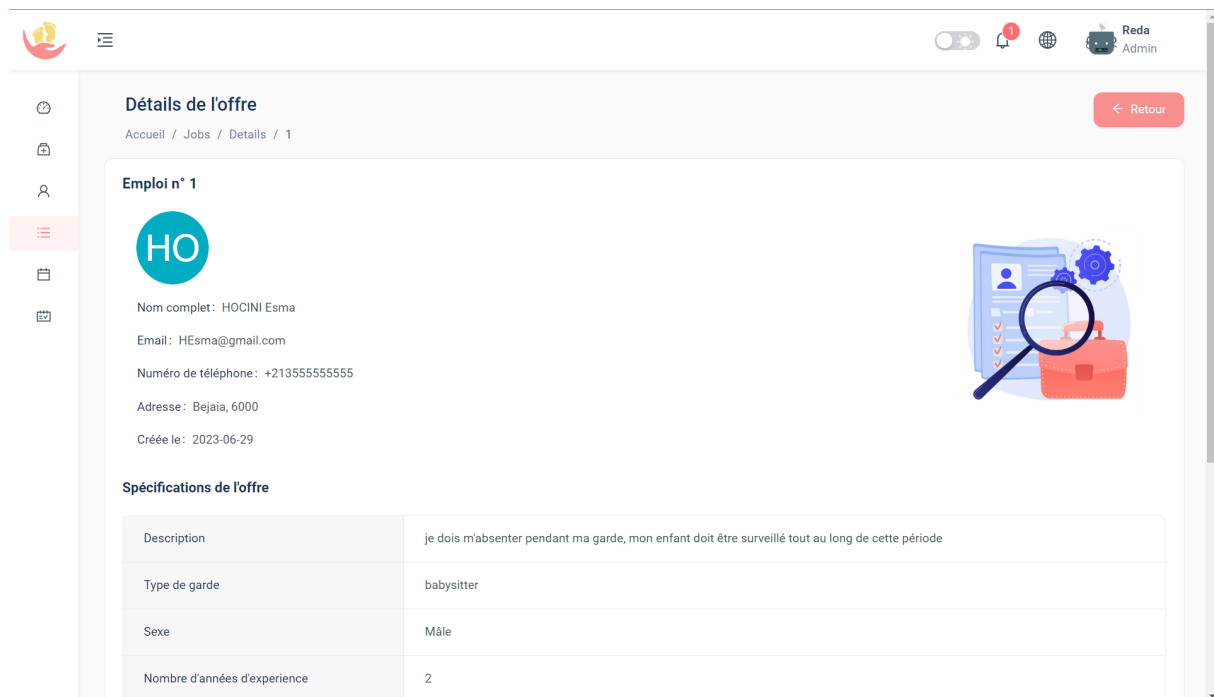 1
Reda
Admin
Détails de l'offre
← Retour
Accueil / Jobs / Details / 1
Emploi n° 1
HO
Nom complet: HOCINI Esma
Email: HEsma@gmail.com
Numéro de téléphone: +213555555555
Adresse: Bejaia, 6000
Créée le: 2023-06-29
Spécifications de l'offre
Description je dois m'absenter pendant ma garde, mon enfant doit être surveillé tout au long de cette période
Type de garde babysitter
Sexe Mâle
Nombre d'années d'experience 2